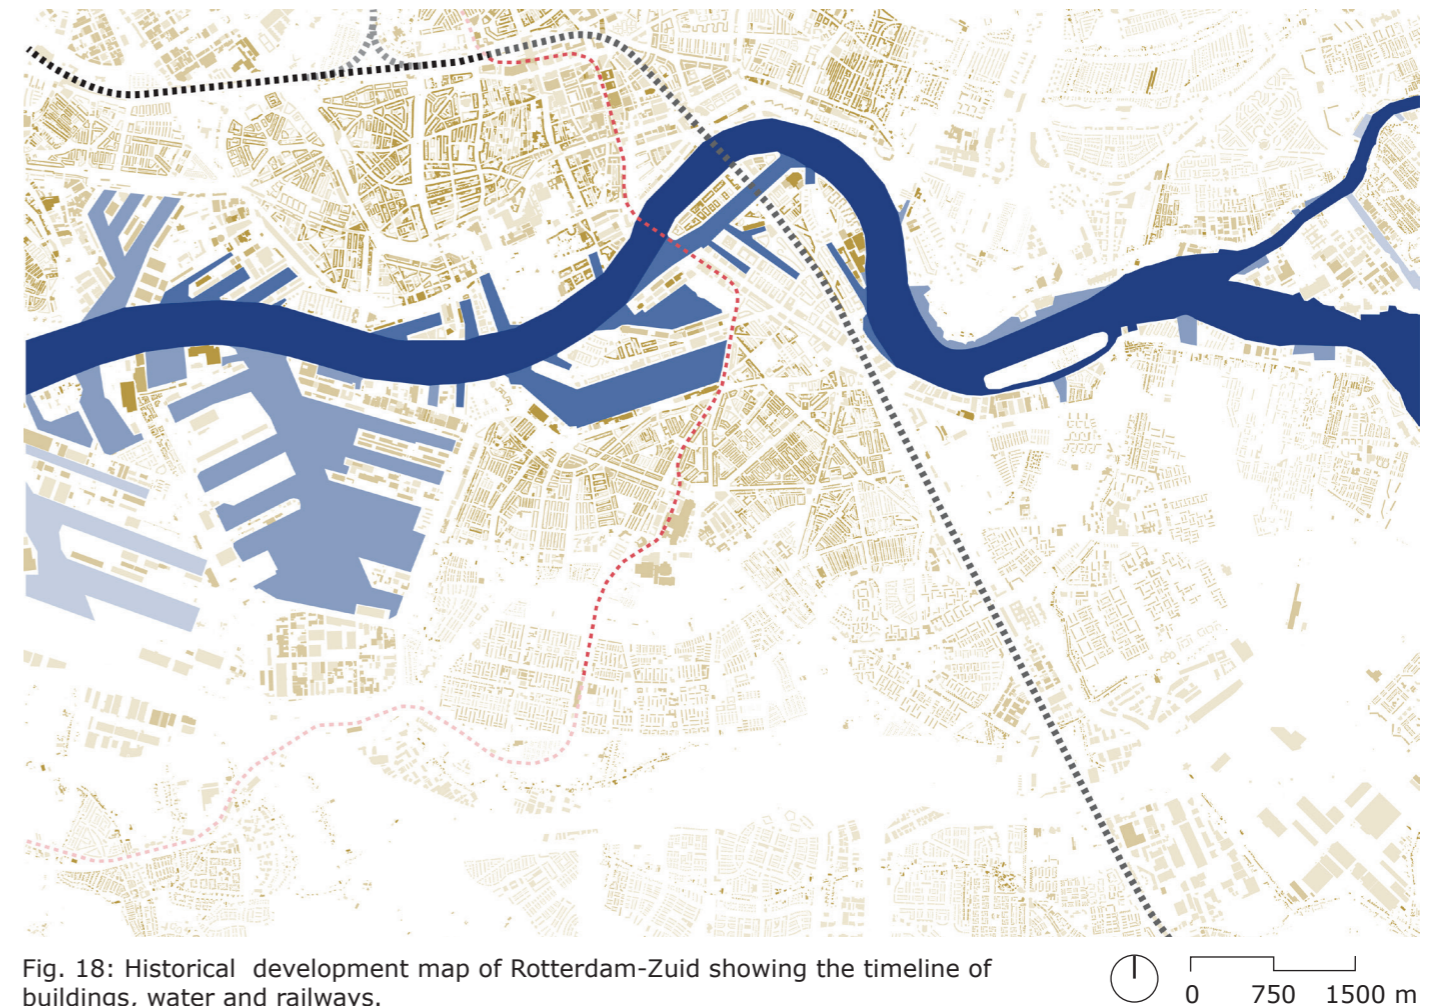 Fig. 18: Historical  development map of Rotterdam-Zuid showing the timeline of
buildings, water and railways.
0 750 1500 m